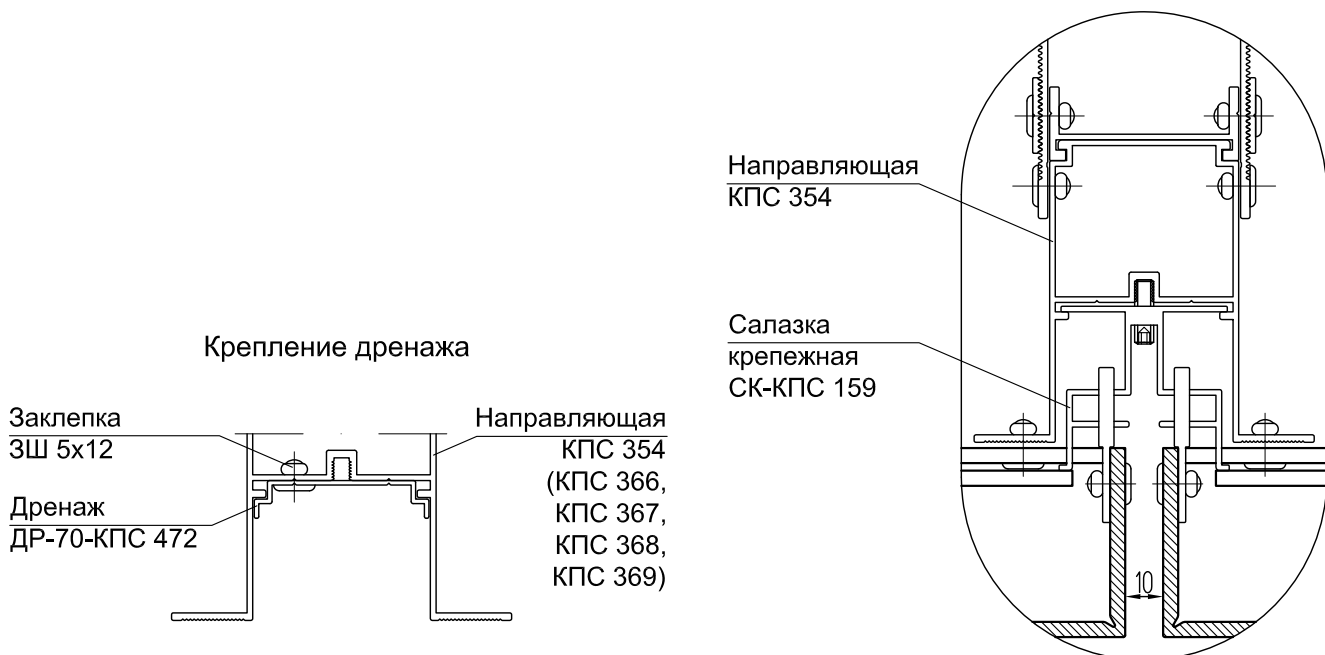 Крепление дренажа
Заклепка
ЗШ 5х12
Дренаж
ДР-70-КПС 472
Направляющая
КПС 354
(КПС 366,
КПС 367,
КПС 368,
КПС 369)
Направляющая
КПС 354
Салазка
крепежная
СК-КПС 159
10